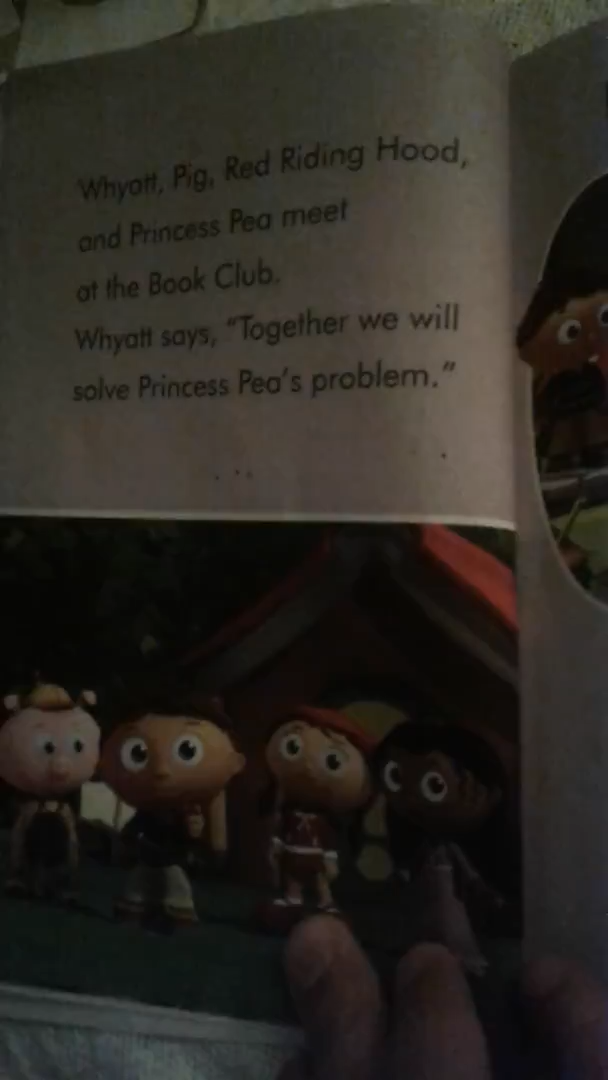 Whyatt, Pig, Red Riding Hood,
and Princess Pea meet
at the Book Club.
Whyatt says, “Together we will
solve Princess Pea's problem.”